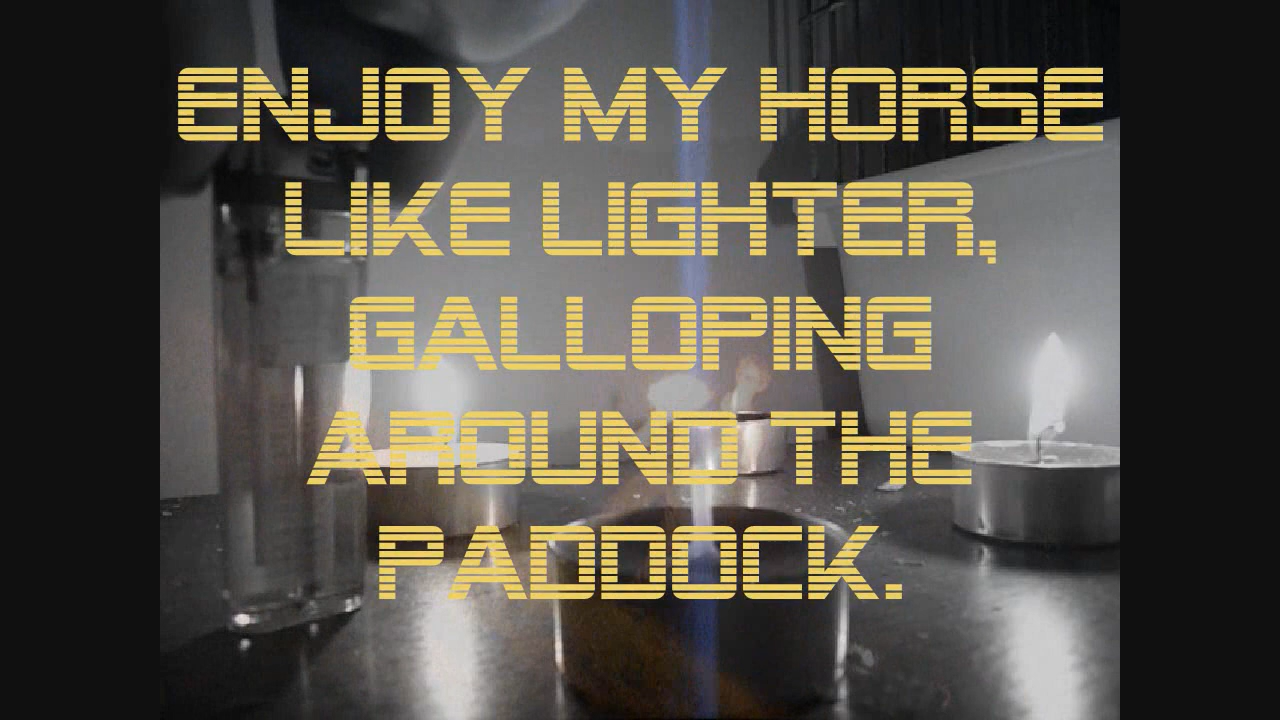 ENJOY MY HORSE
LIKE LIGHTER,
GALLOPING
AROUND THE
PADDOCK.